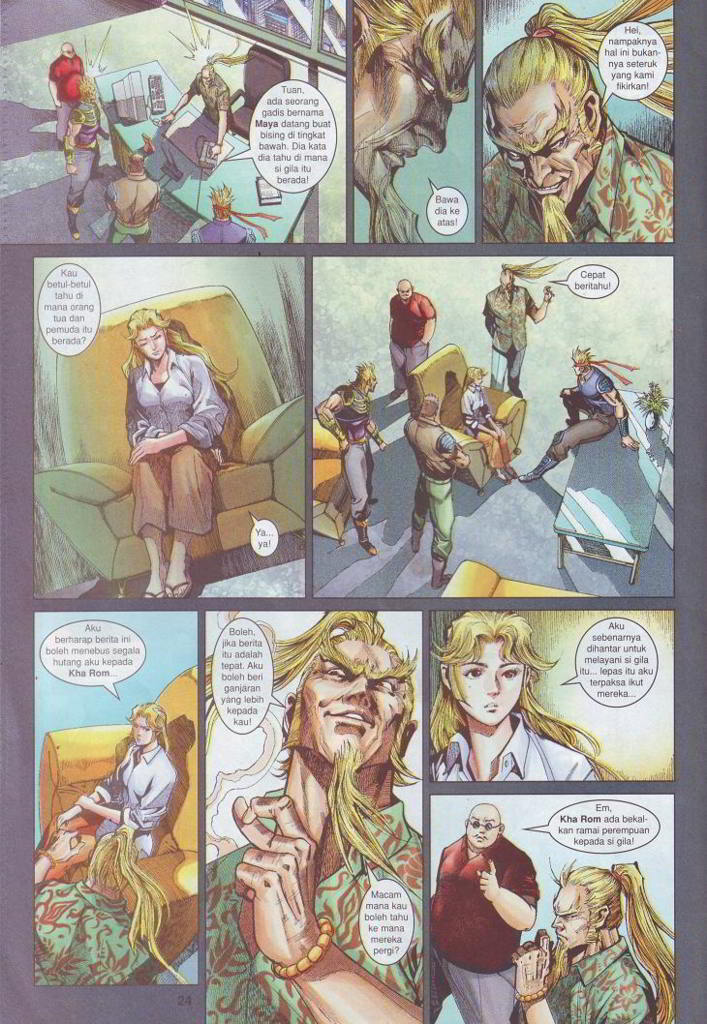 Tuan,
ada seorang
gadis bernama
Maya datang buat
bising di tingkat
bawah. Dia kata
dia tahu di mana
si gila itu
berada!
Bawa
dia ke
atas!
Hei,
nampaknya
hal ini bukan-
nya seteruk
yang kami
fikirkan!
Kau
betul-betul
tahu di
mana orang
tua dan
pemuda itu
berada?
Ya...
ya!
Cepat
beritahu!
Aku
berharap berita ini
boleh menebus segala
hutang aku kepada
Kha Rom...
Boleh,
jika berita
itu adalah
tepat. Aku
boleh beri
ganjaran
yang lebih
kepada
kau!
Macam
mana kau
boleh tahu
ke mana
mereka
pergi?
Aku
sebenarnya
dihantar untuk
melayani si gila
itu... lepas itu aku
terpaksa ikut
mereka...
Em,
Kha Rom ada bekal-
kan ramai perempuan
kepada si gila!
24